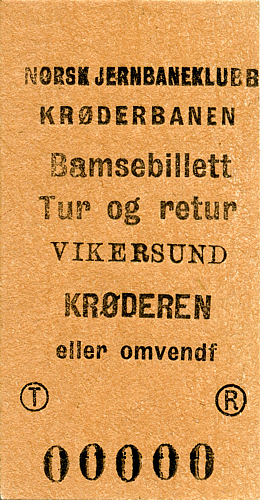 NORSK JERNBANEKLUBB
KRØDERBANEN
Bamsebillett
Tur og retur
VIKERSUND
KRØDEREN
eller omvendt
T R
00000